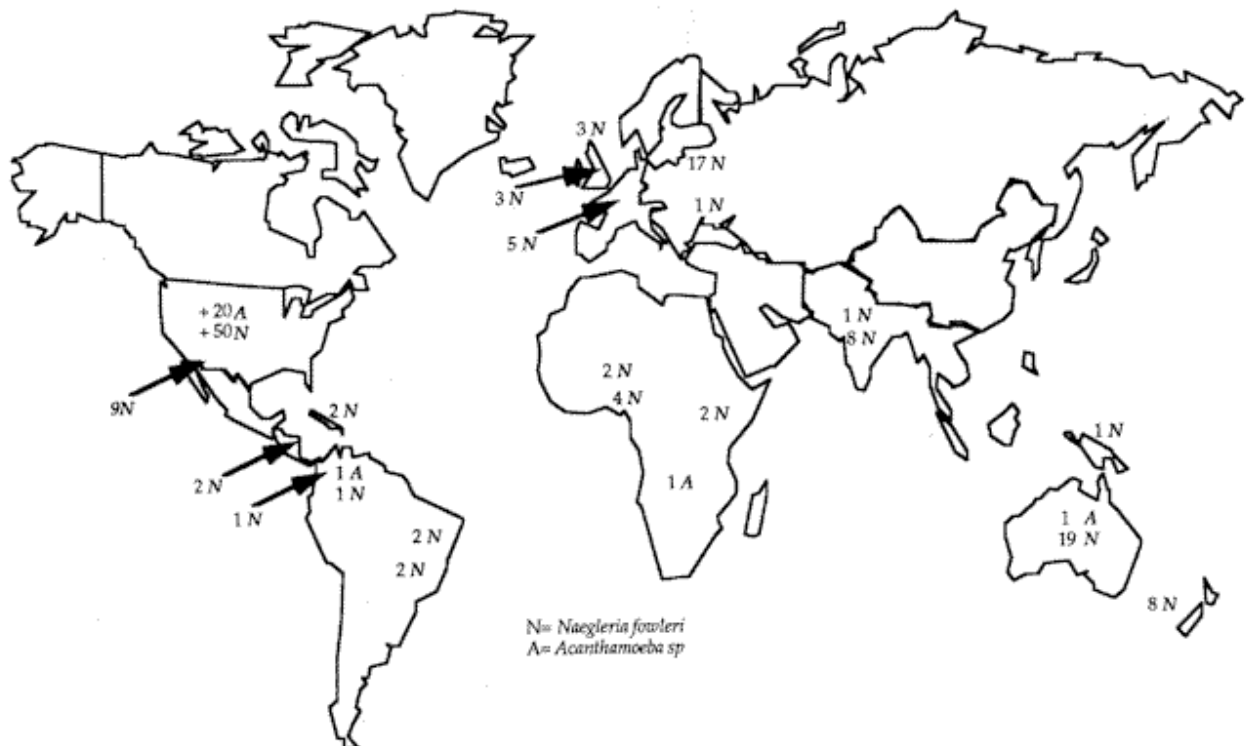 3 N
17 N
3 N
1 N
5 N
+ 20 A
+ 50 N
1 N
8 N
2 N
9N
4 N
2 N
2 N
1 N
2 N
1 A
1 N
1 A
1 N
1 A
19 N
2 N
2 N
8 N
N= Naegleria fowleri
A= Acanthamoeba sp